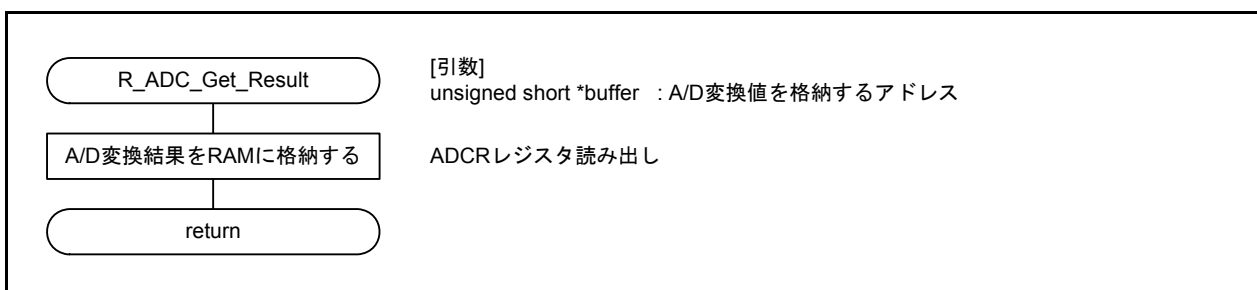 R_ADC_Get_Result
[引数]
unsigned short *buffer : A/D変換値を格納するアドレス
A/D変換結果をRAMに格納する
ADCRレジスタ読み出し
return